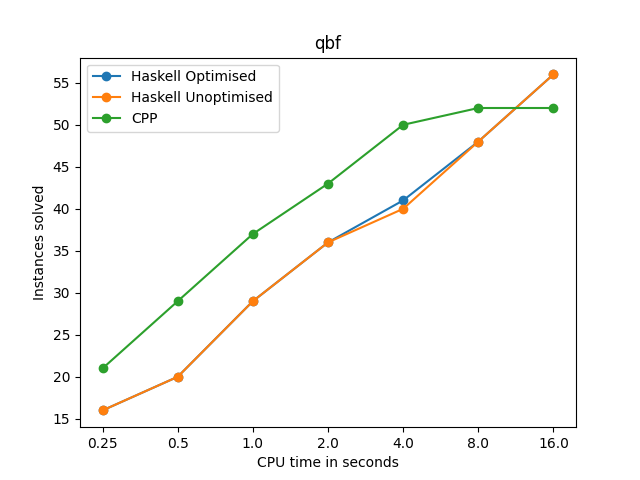 qbf
Haskell Optimised
Haskell Unoptimised
CPP
Instances solved
55
50
45
40
35
30
25
20
15
0.25 0.5 1.0 2.0 4.0 8.0 16.0
CPU time in seconds